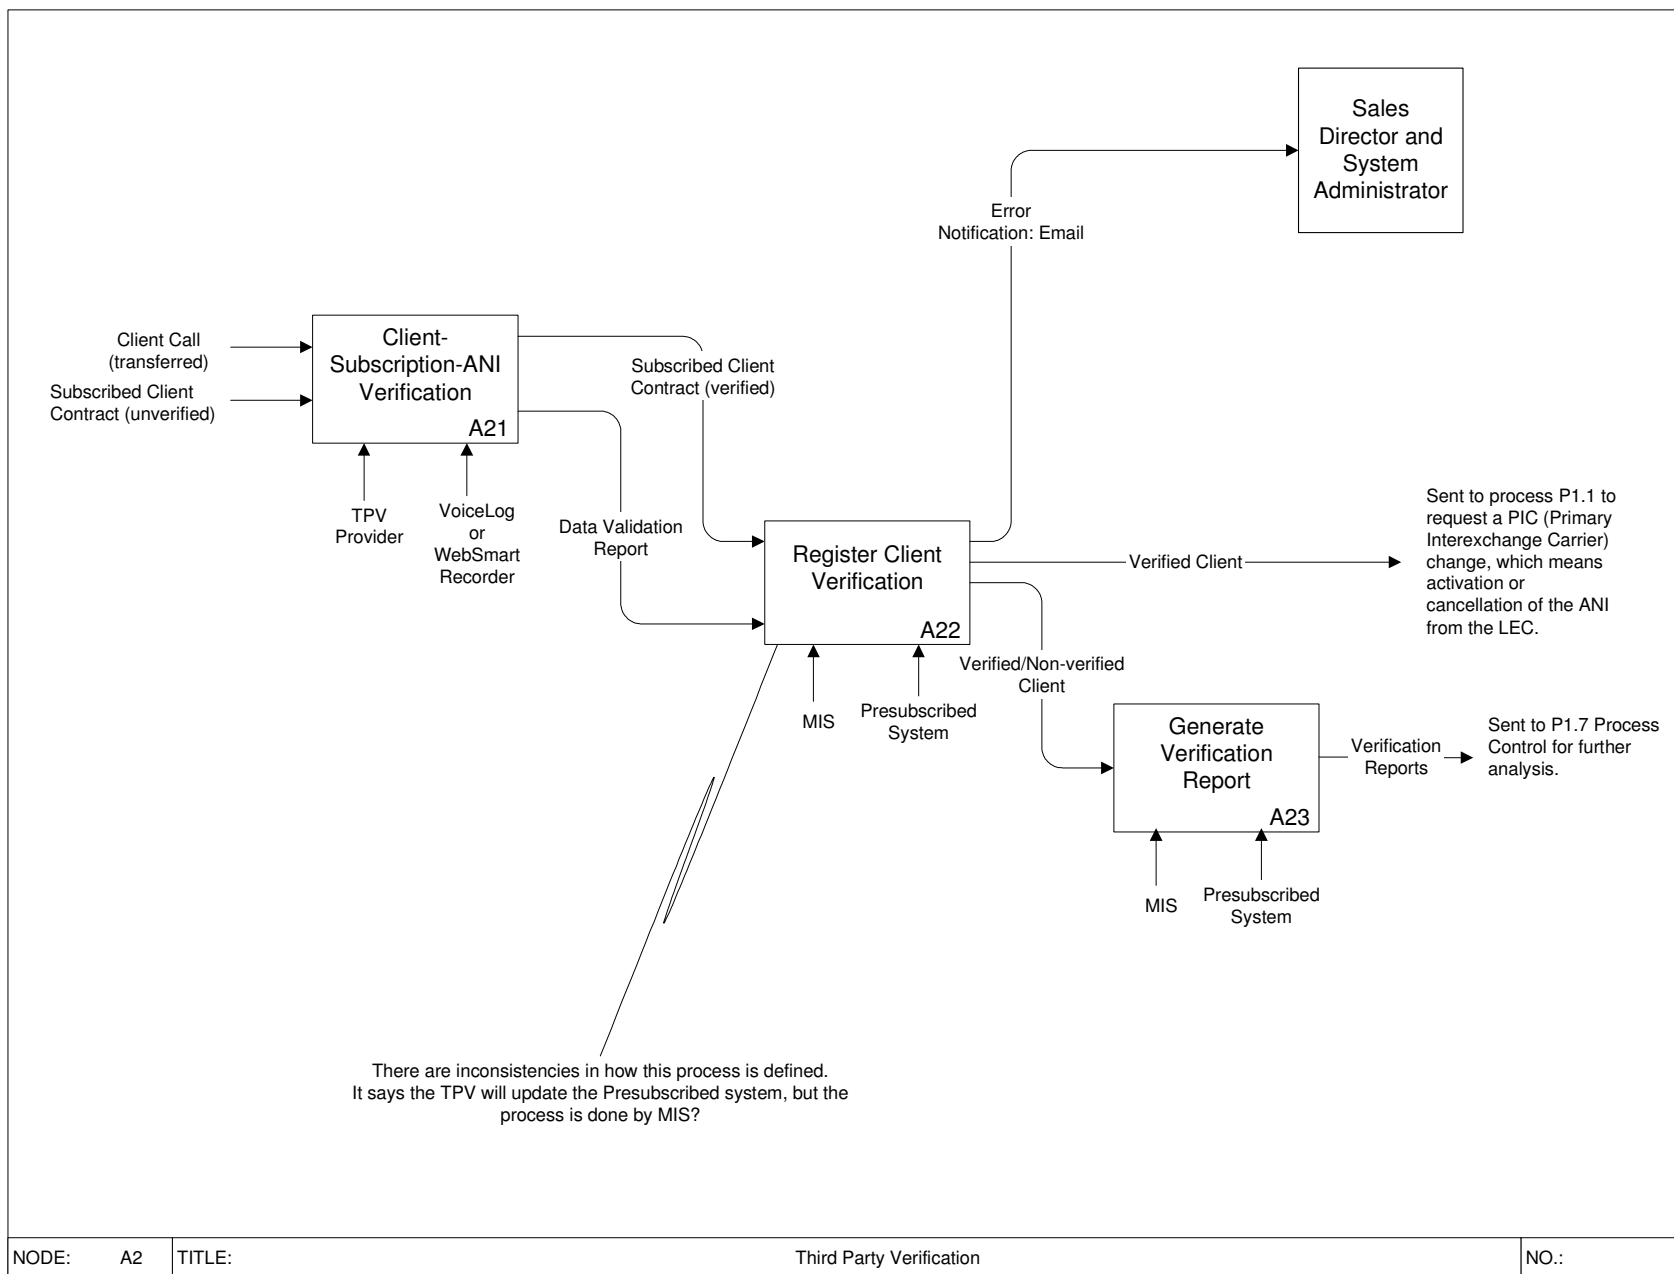 Sales
Director and
System
Administrator
Error
Notification: Email
Client Call
(transferred)
Subscribed Client
Contract (unverified)
Client-
Subscription-ANI
Verification
A21
Subscribed Client
Contract (verified)
TPV
Provider
VoiceLog
or
WebSmart
Recorder
Data Validation
Report
Register Client
Verification
A22
Verified Client
Sent to process P1.1 to
request a PIC (Primary
Interexchange Carrier)
change, which means
activation or
cancellation of the ANI
from the LEC.
MIS
Presubscribed
System
Verified/Non-verified
Client
Generate
Verification
Report
A23
Verification
Reports
Sent to P1.7 Process
Control for further
analysis.
MIS
Presubscribed
System
There are inconsistencies in how this process is defined.
It says the TPV will update the Presubscribed system, but the
process is done by MIS?
NODE: A2 TITLE: Third Party Verification NO.: